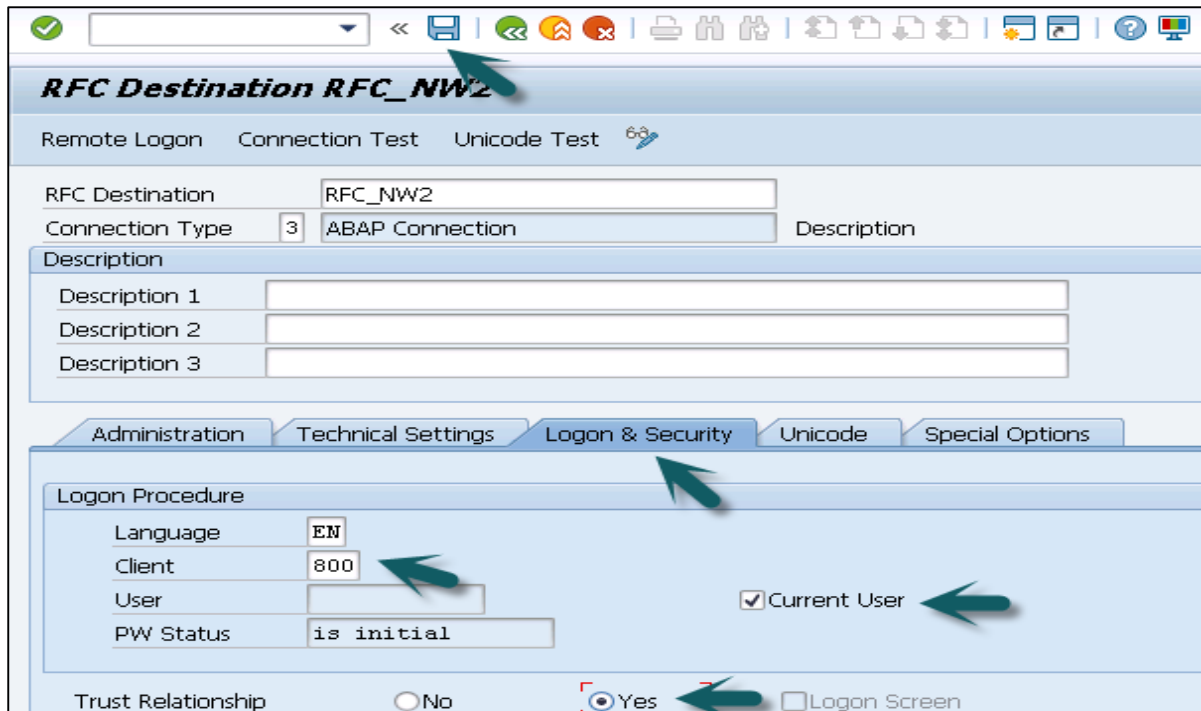 RFC Destination RFC_NW2
Remote Logon Connection Test Unicode Test
RFC Destination RFC_NW2
Connection Type 3 ABAP Connection Description
Description
Description 1
Description 2
Description 3
Administration Technical Settings Logon & Security Unicode Special Options
Logon Procedure
Language EN
Client 800
User Current User
PW Status is initial
Trust Relationship No Yes Logon Screen